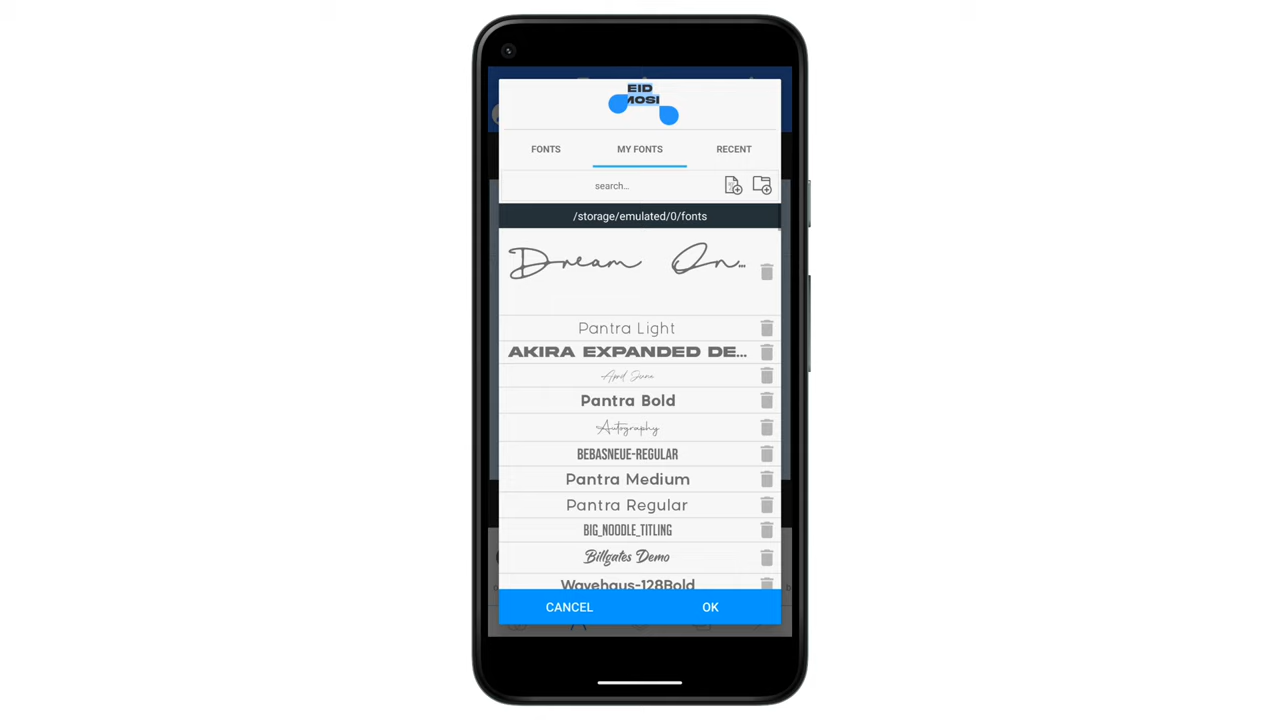 EID
MOSI
FONTS
MY FONTS
RECENT
search...
/storage/emulated/0/fonts
Dream On...
Pantra Light
AKIRA EXPANDED DE...
April Jinne
Pantra Bold
Autography
BEBASNEUE-REGULAR
Pantra Medium
Pantra Regular
BIG_NOODLE_TITLING
Billgates Demo
Wavehaus-128Bold
CANCEL
OK